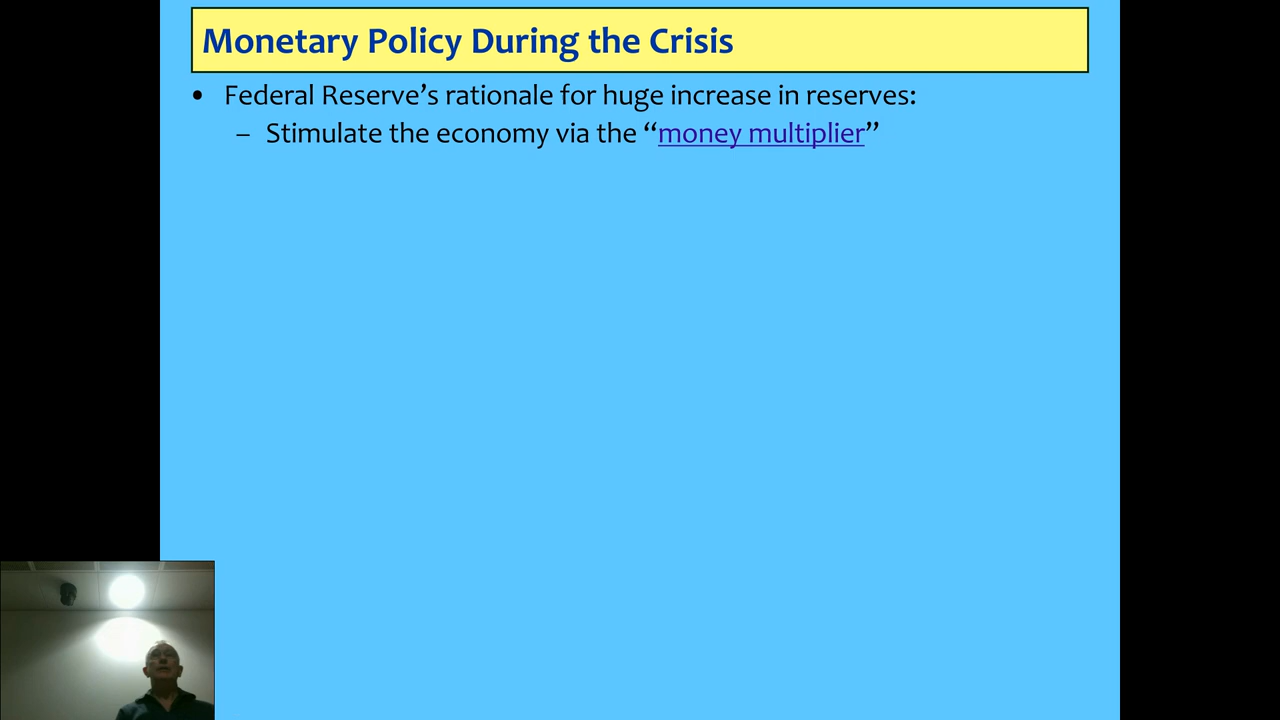 Monetary Policy During the Crisis
• Federal Reserve’s rationale for huge increase in reserves:
– Stimulate the economy via the “money multiplier”